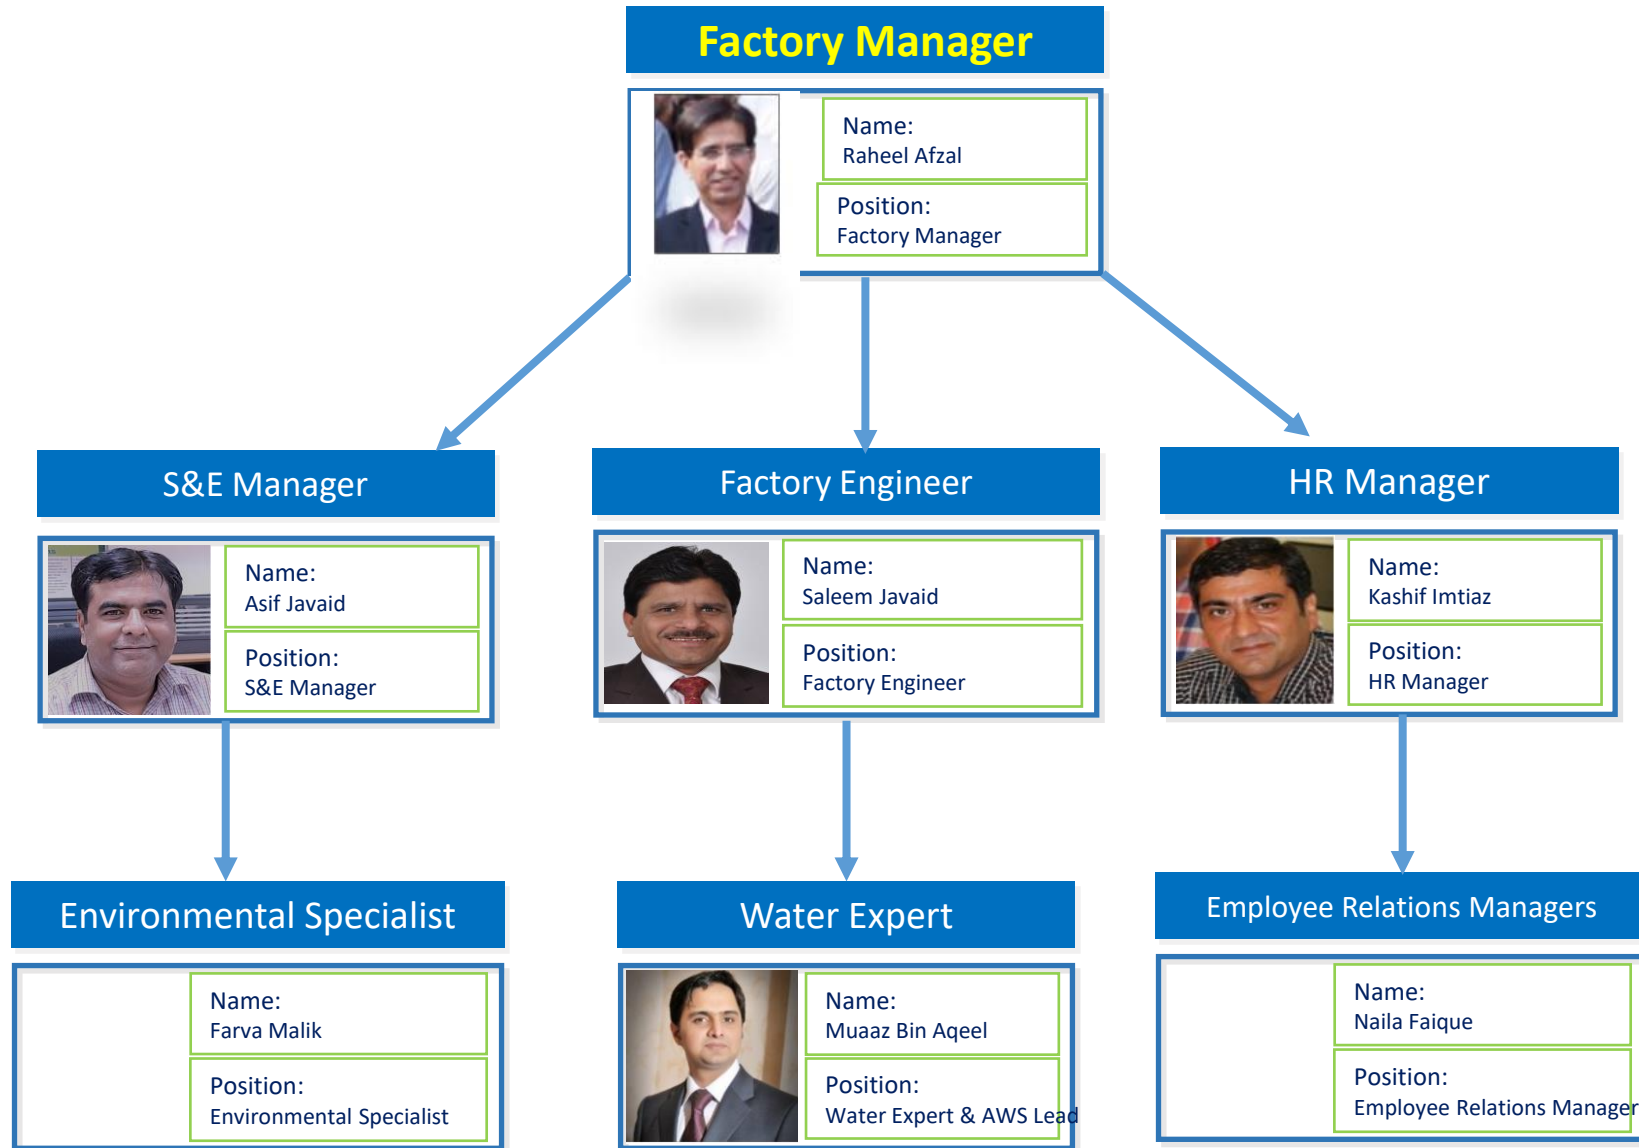 Factory Manager
Name:
Raheel Afzal
Position:
Factory Manager
S&E Manager
Name:
Asif Javaid
Position:
S&E Manager
Factory Engineer
Name:
Saleem Javaid
Position:
Factory Engineer
HR Manager
Name:
Kashif Imtiaz
Position:
HR Manager
Environmental Specialist
Name:
Farva Malik
Position:
Environmental Specialist
Water Expert
Name:
Muaaz Bin Aqeel
Position:
Water Expert & AWS Lead
Employee Relations Managers
Name:
Naila Faique
Position:
Employee Relations Manager